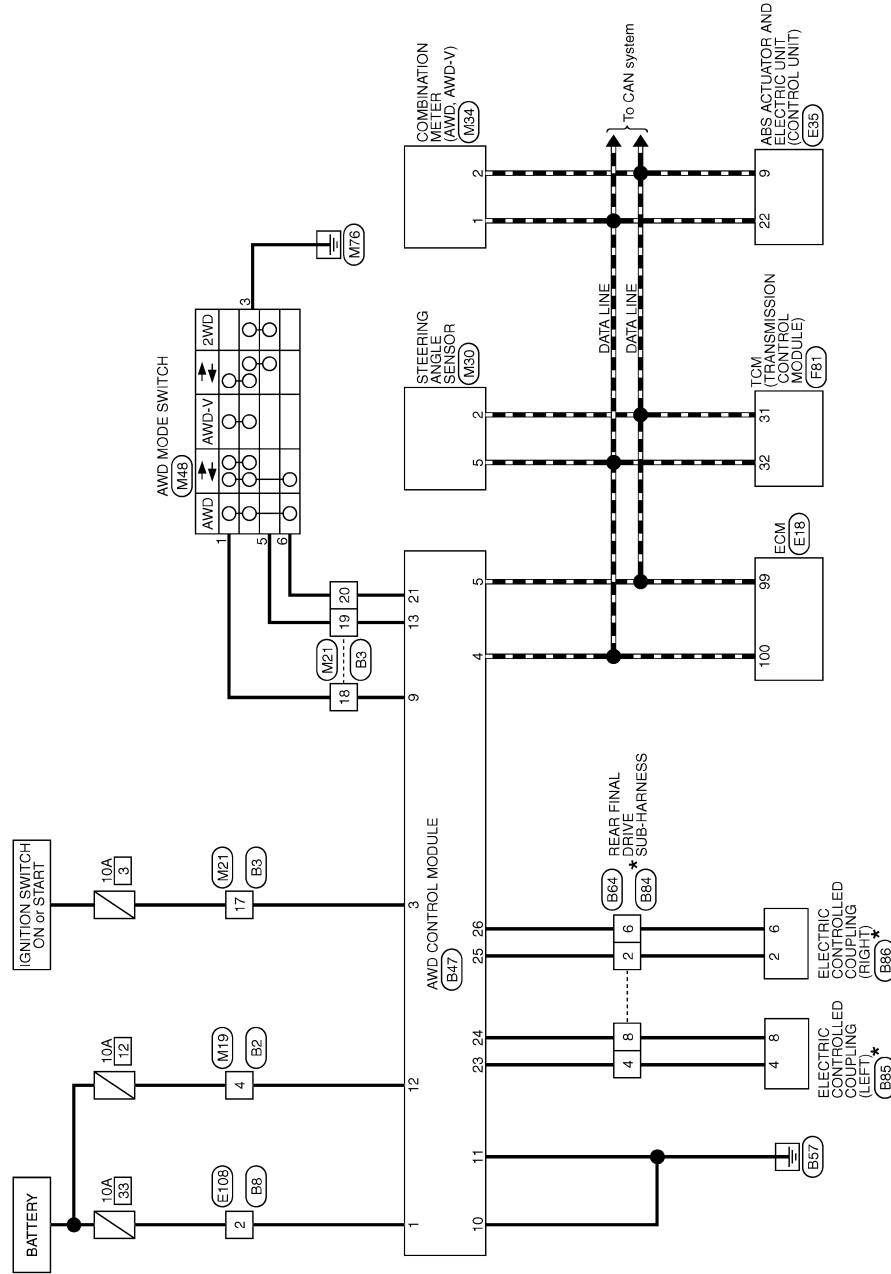 BATTERY
10A
33
E108
2
B8
1
10A
12
M19
4
B2
12
IGNITION SWITCH
ON or START
10A
3
M21
17
B3
3
AWD MODE SWITCH
M48
AWD
AWD-V
2WD
1
5
6
3
M76
M21
B3
18
19
20
9
13
21
AWD CONTROL MODULE
B47
10
11
23
24
25
26
4
5
B57
REAR FINAL
DRIVE
SUB-HARNESS
B64
B84
*
4
8
2
6
4
8
2
6
ELECTRIC
CONTROLLED
COUPLING
(LEFT)
B85
*
ELECTRIC
CONTROLLED
COUPLING
(RIGHT)
B86
*
STEERING
ANGLE
SENSOR
M30
5
2
COMBINATION
METER
(AWD, AWD-V)
M34
1
2
DATA LINE
DATA LINE
To CAN system
100
99
ECM
E18
32
31
TCM
(TRANSMISSION
CONTROL
MODULE)
F81
22
9
ABS ACTUATOR AND
ELECTRIC UNIT
(CONTROL UNIT)
E35